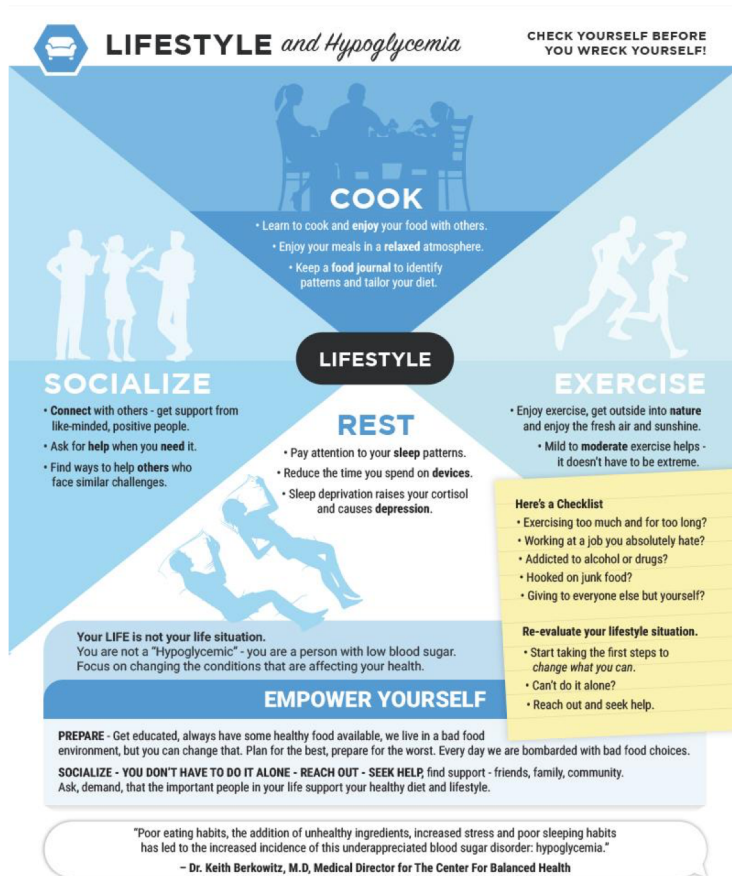 LIFESTYLE and Hypoglycemia
CHECK YOURSELF BEFORE
YOU WRECK YOURSELF!
COOK
• Learn to cook and enjoy your food with others.
• Enjoy your meals in a relaxed atmosphere.
• Keep a food journal to identify
patterns and tailor your diet.
LIFESTYLE
SOCIALIZE
• Connect with others - get support from
like-minded, positive people.
• Ask for help when you need it.
• Find ways to help others who
face similar challenges.
REST
• Pay attention to your sleep patterns.
• Reduce the time you spend on devices.
• Sleep deprivation raises your cortisol
and causes depression.
EXERCISE
• Enjoy exercise, get outside into nature
and enjoy the fresh air and sunshine.
• Mild to moderate exercise helps -
it doesn't have to be extreme.
Here's a Checklist
• Exercising too much and for too long?
• Working at a job you absolutely hate?
• Addicted to alcohol or drugs?
• Hooked on junk food?
• Giving to everyone else but yourself?
Re-evaluate your lifestyle situation.
• Start taking the first steps to
change what you can.
• Can't do it alone?
• Reach out and seek help.
Your LIFE is not your life situation.
You are not a "Hypoglycemic" - you are a person with low blood sugar.
Focus on changing the conditions that are affecting your health.
EMPOWER YOURSELF
PREPARE - Get educated, always have some healthy food available, we live in a bad food
environment, but you can change that. Plan for the best, prepare for the worst. Every day we are bombarded with bad food choices.
SOCIALIZE - YOU DON'T HAVE TO DO IT ALONE - REACH OUT - SEEK HELP, find support - friends, family, community.
Ask, demand, that the important people in your life support your healthy diet and lifestyle.
"Poor eating habits, the addition of unhealthy ingredients, increased stress and poor sleeping habits
has led to the increased incidence of this underappreciated blood sugar disorder: hypoglycemia."
– Dr. Keith Berkowitz, M.D, Medical Director for The Center For Balanced Health